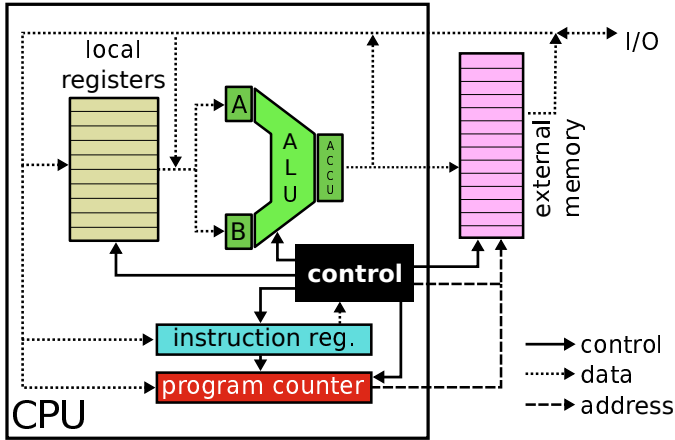 I/O
local
registers
A
A
L
U
A
C
C
U
B
external
memory
control
instruction reg.
program counter
CPU
control
data
address